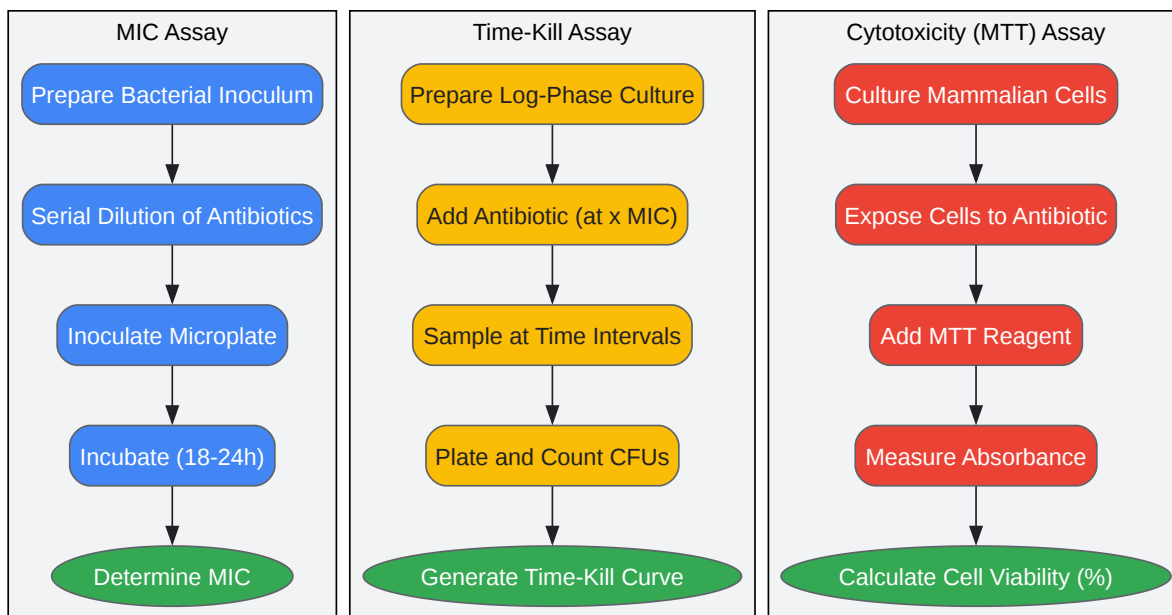 MIC Assay
Prepare Bacterial Inoculum
Serial Dilution of Antibiotics
Inoculate Microplate
Incubate (18-24h)
Determine MIC
Time-Kill Assay
Prepare Log-Phase Culture
Add Antibiotic (at x MIC)
Sample at Time Intervals
Plate and Count CFUs
Generate Time-Kill Curve
Cytotoxicity (MTT) Assay
Culture Mammalian Cells
Expose Cells to Antibiotic
Add MTT Reagent
Measure Absorbance
Calculate Cell Viability (%)